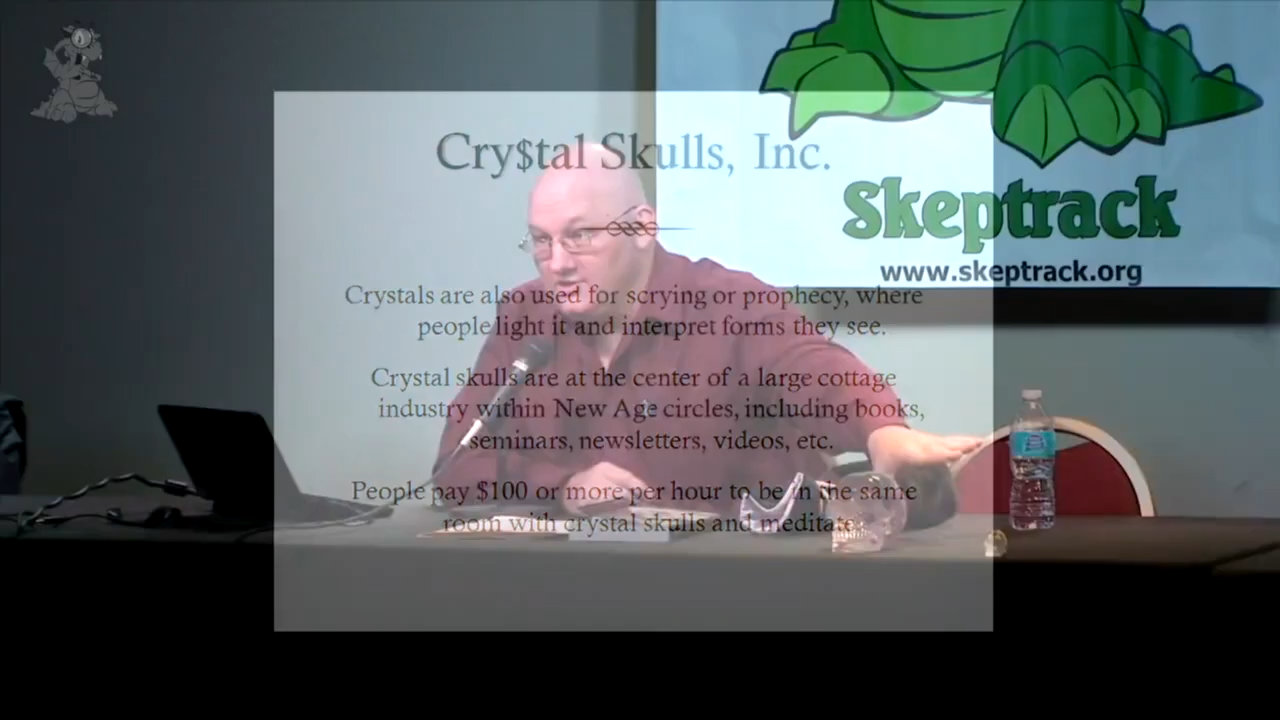 Cry$tal Skulls, Inc.
Skeptrack
www.skeptrack.org
Crystals are also used for scrying or prophecy, where
people light it and interpret forms they see.
Crystal skulls are at the center of a large cottage
industry within New Age circles, including books,
seminars, newsletters, videos, etc.
People pay $100 or more per hour to be in the same
room with crystal skulls and meditate.